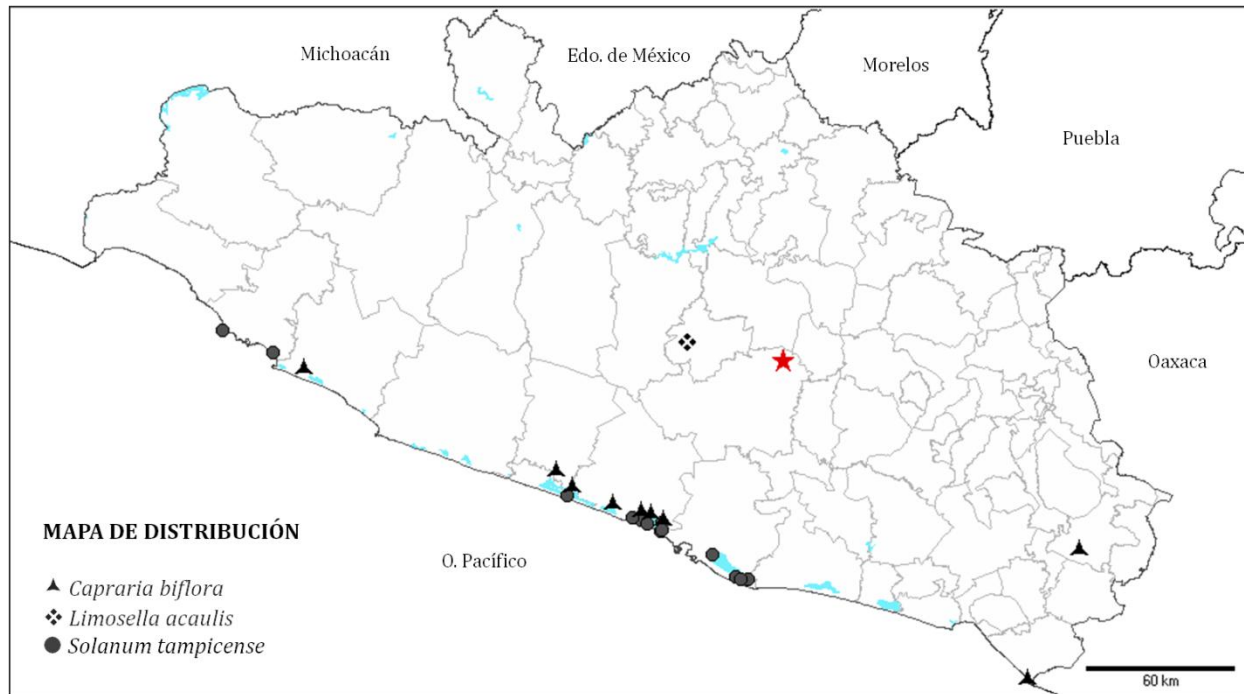 Michoacán
Edo. de México
Morelos
Puebla
Oaxaca
MAPA DE DISTRIBUCIÓN
O. Pacífico
Capraria biflora
Limosella acaulis
Solanum tampicense
60 km